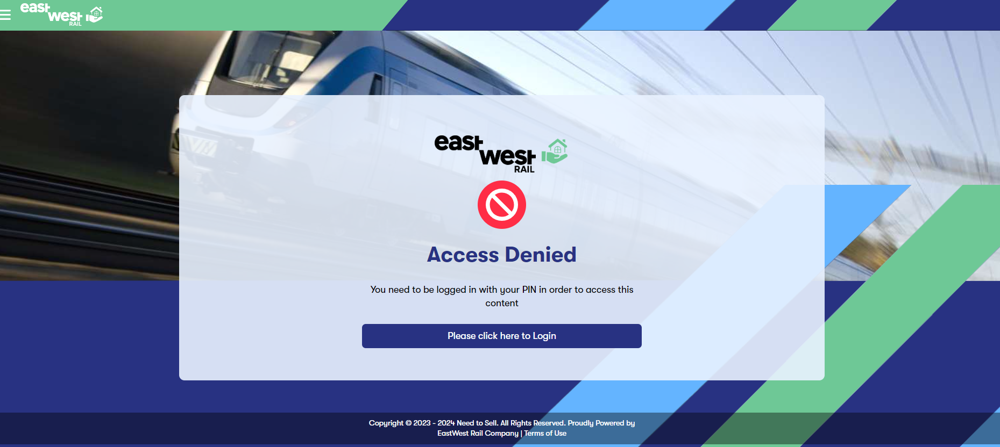 east
west
RAIL
east
west
RAIL
Access Denied
You need to be logged in with your PIN in order to access this
content
Please click here to Login
Copyright © 2023 - 2024 Need to Sell. All Rights Reserved. Proudly Powered by
EastWest Rail Company | Terms of Use